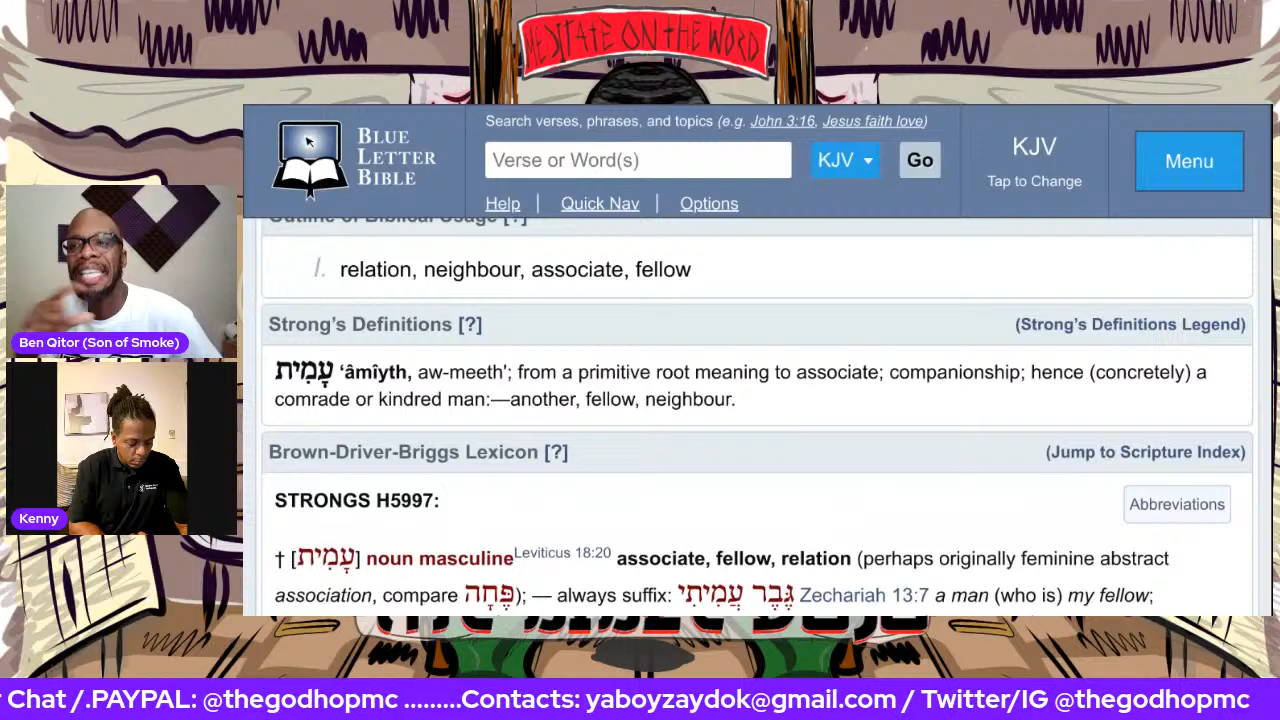 MEDITATE ON THE WORD
BLUE
LETTER
BIBLE
Search verses, phrases, and topics (e.g. John 3:16, Jesus faith love)
Verse or Word(s)
KJV
Go
KJV
Tap to Change
Menu
Help
Quick Nav
Options
Outline of Biblical Usage [?]
I. relation, neighbour, associate, fellow
Strong's Definitions [?]
(Strong's Definitions Legend)
עָמִית ʻâmîyth, aw-meeth'; from a primitive root meaning to associate; companionship; hence (concretely) a
comrade or kindred man:—another, fellow, neighbour.
Brown-Driver-Briggs Lexicon [?]
(Jump to Scripture Index)
STRONGS H5997:
Abbreviations
† [עָמִית] noun masculine Leviticus 18:20 associate, fellow, relation (perhaps originally feminine abstract
association, compare פֶּחָה); — always suffix: גֶּבֶר עֲמִיתִי Zechariah 13:7 a man (who is) my fellow;
Ben Qitor (Son of Smoke)
Kenny
Chat /.PAYPAL: @thegodhopmc .........Contacts: yaboyzaydok@gmail.com / Twitter/IG @thegodhopmc